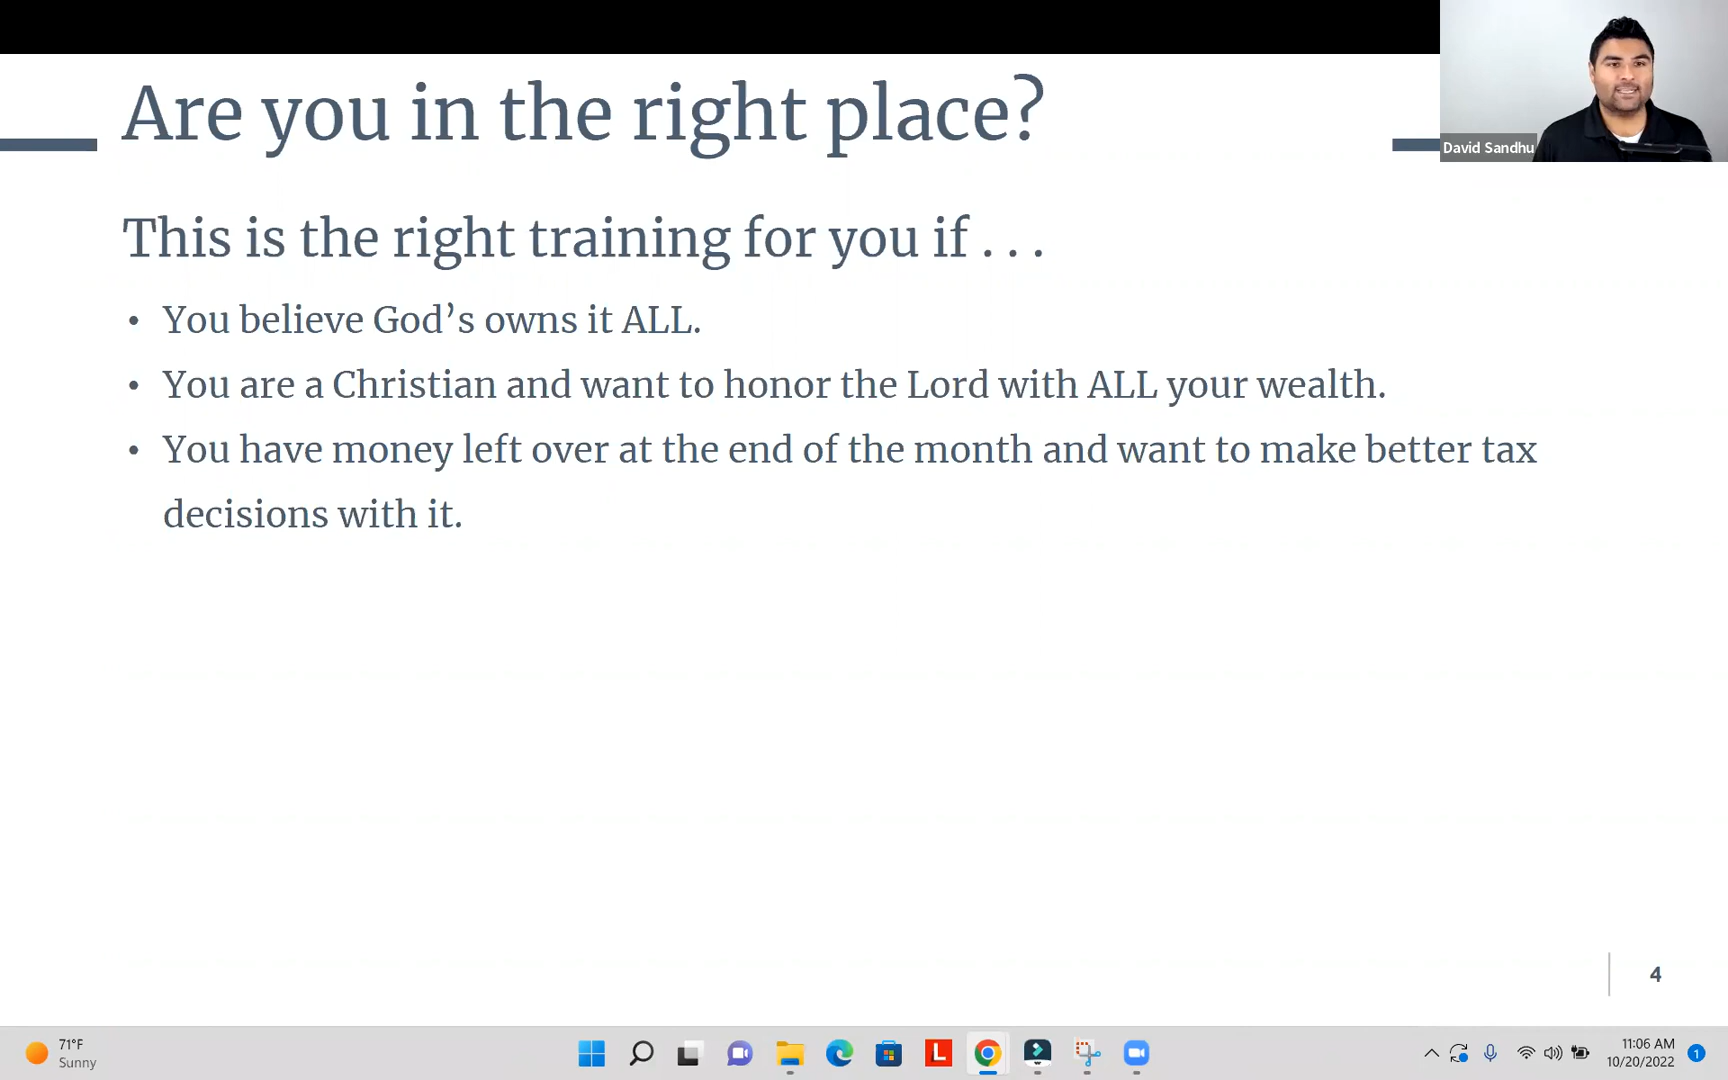 Are you in the right place?
David Sandhu
This is the right training for you if . . .
• You believe God’s owns it ALL.
• You are a Christian and want to honor the Lord with ALL your wealth.
• You have money left over at the end of the month and want to make better tax
decisions with it.
4
71°F
Sunny
L
11:06 AM
10/20/2022
1